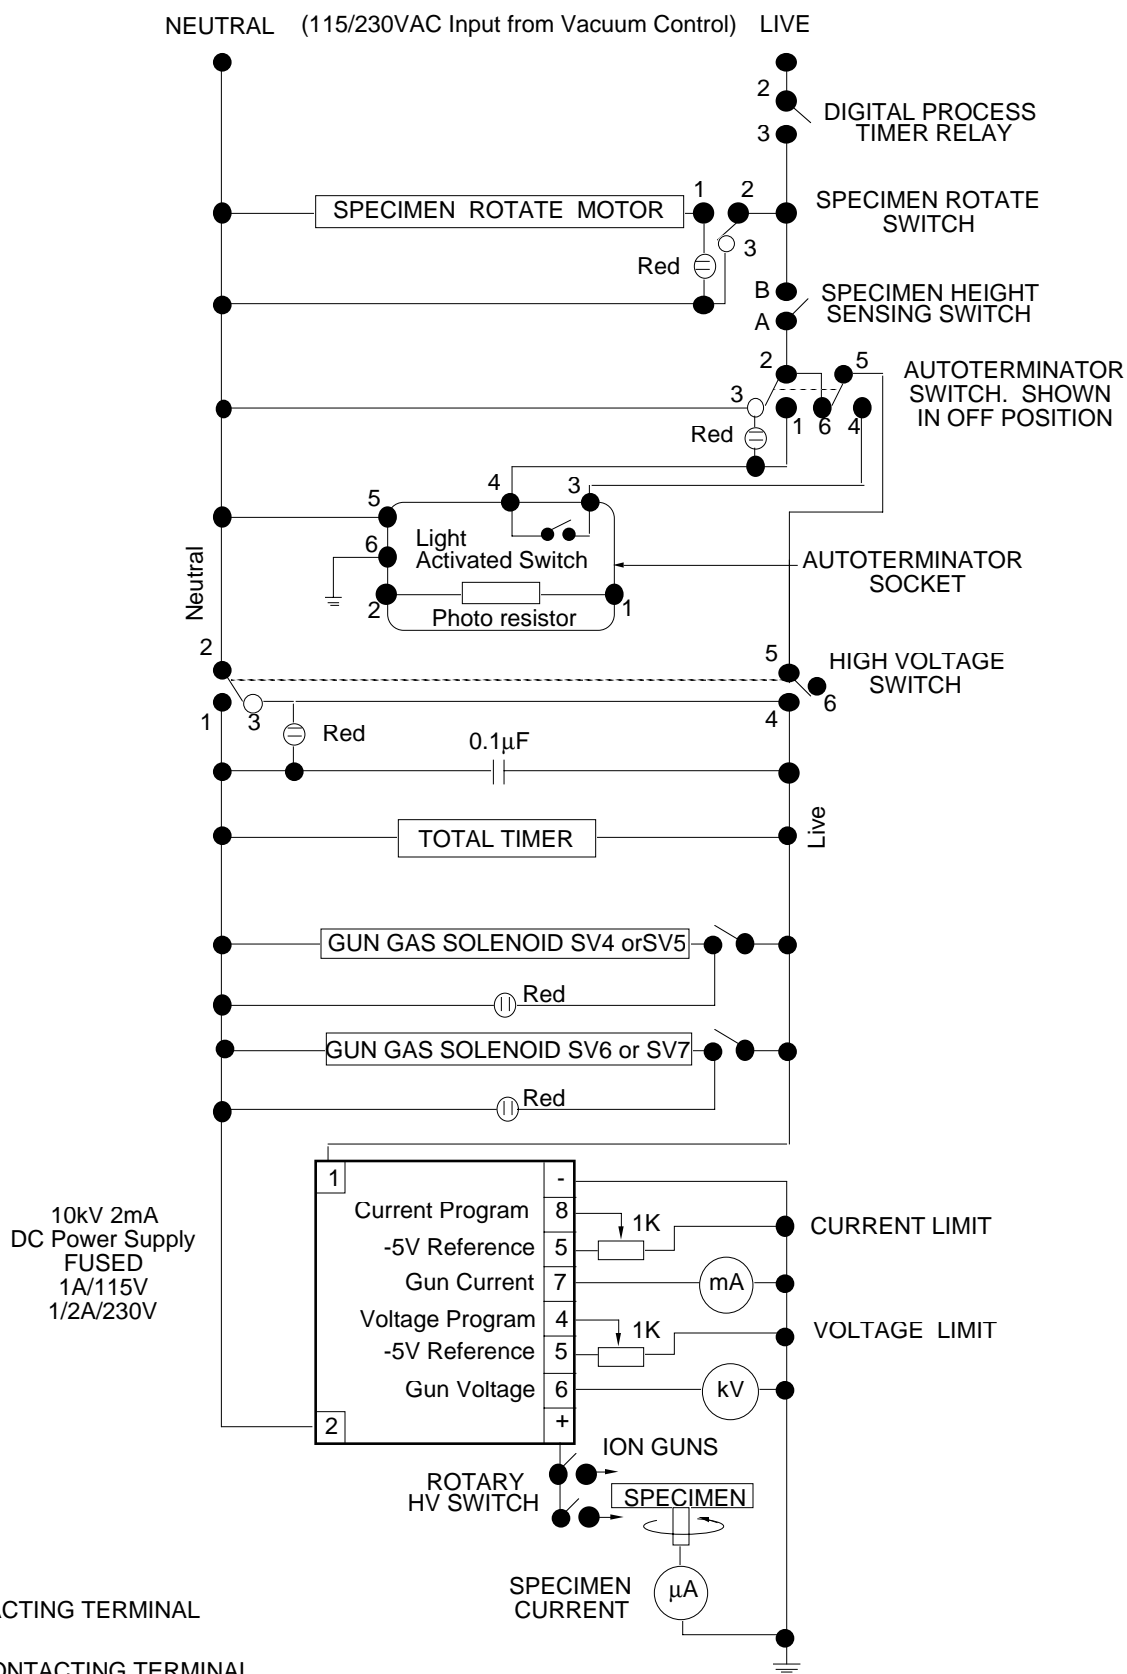 NEUTRAL (115/230VAC Input from Vacuum Control) LIVE
2
DIGITAL PROCESS
TIMER RELAY
3
SPECIMEN ROTATE MOTOR
1
2
SPECIMEN ROTATE
SWITCH
3
Red
B
SPECIMEN HEIGHT
SENSING SWITCH
A
2
5
AUTOTERMINATOR
SWITCH. SHOWN
IN OFF POSITION
3
1
6
4
Red
4
3
5
Light
Activated Switch
6
AUTOTERMINATOR
SOCKET
2
1
Photo resistor
Neutral
2
5
HIGH VOLTAGE
SWITCH
6
1
3
4
Red
0.1µF
Live
TOTAL TIMER
GUN GAS SOLENOID SV4 orSV5
Red
GUN GAS SOLENOID SV6 or SV7
Red
10kV 2mA
DC Power Supply
FUSED
1A/115V
1/2A/230V
1
-
Current Program 8
1K
CURRENT LIMIT
-5V Reference 5
Gun Current 7
mA
Voltage Program 4
1K
VOLTAGE LIMIT
-5V Reference 5
Gun Voltage 6
kV
2
+
ION GUNS
ROTARY
HV SWITCH
SPECIMEN
SPECIMEN
CURRENT
µA
ACTING TERMINAL
ONTACTING TERMINAL